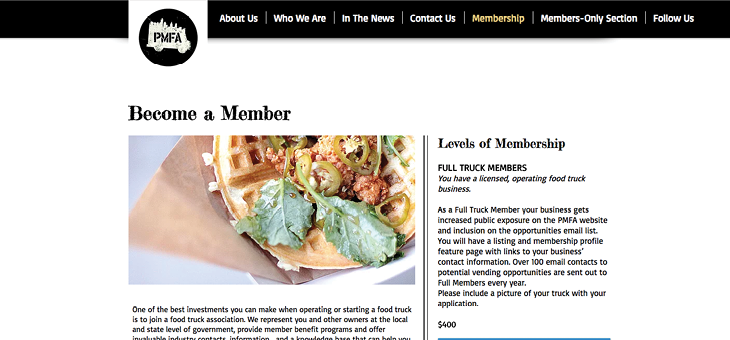 PMFA
About Us
Who We Are
In The News
Contact Us
Membership
Members-Only Section
Follow Us
Become a Member
One of the best investments you can make when operating or starting a food truck
is to join a food truck association. We represent you and other owners at the local
and state level of government, provide member benefit programs and offer
invaluable industry contacts, information, and a knowledge base that can help you
Levels of Membership
FULL TRUCK MEMBERS
You have a licensed, operating food truck
business.
As a Full Truck Member your business gets
increased public exposure on the PMFA website
and inclusion on the opportunities email list.
You will have a listing and membership profile
feature page with links to your business'
contact information. Over 100 email contacts to
potential vending opportunities are sent out to
Full Members every year.
Please include a picture of your truck with your
application.
$400